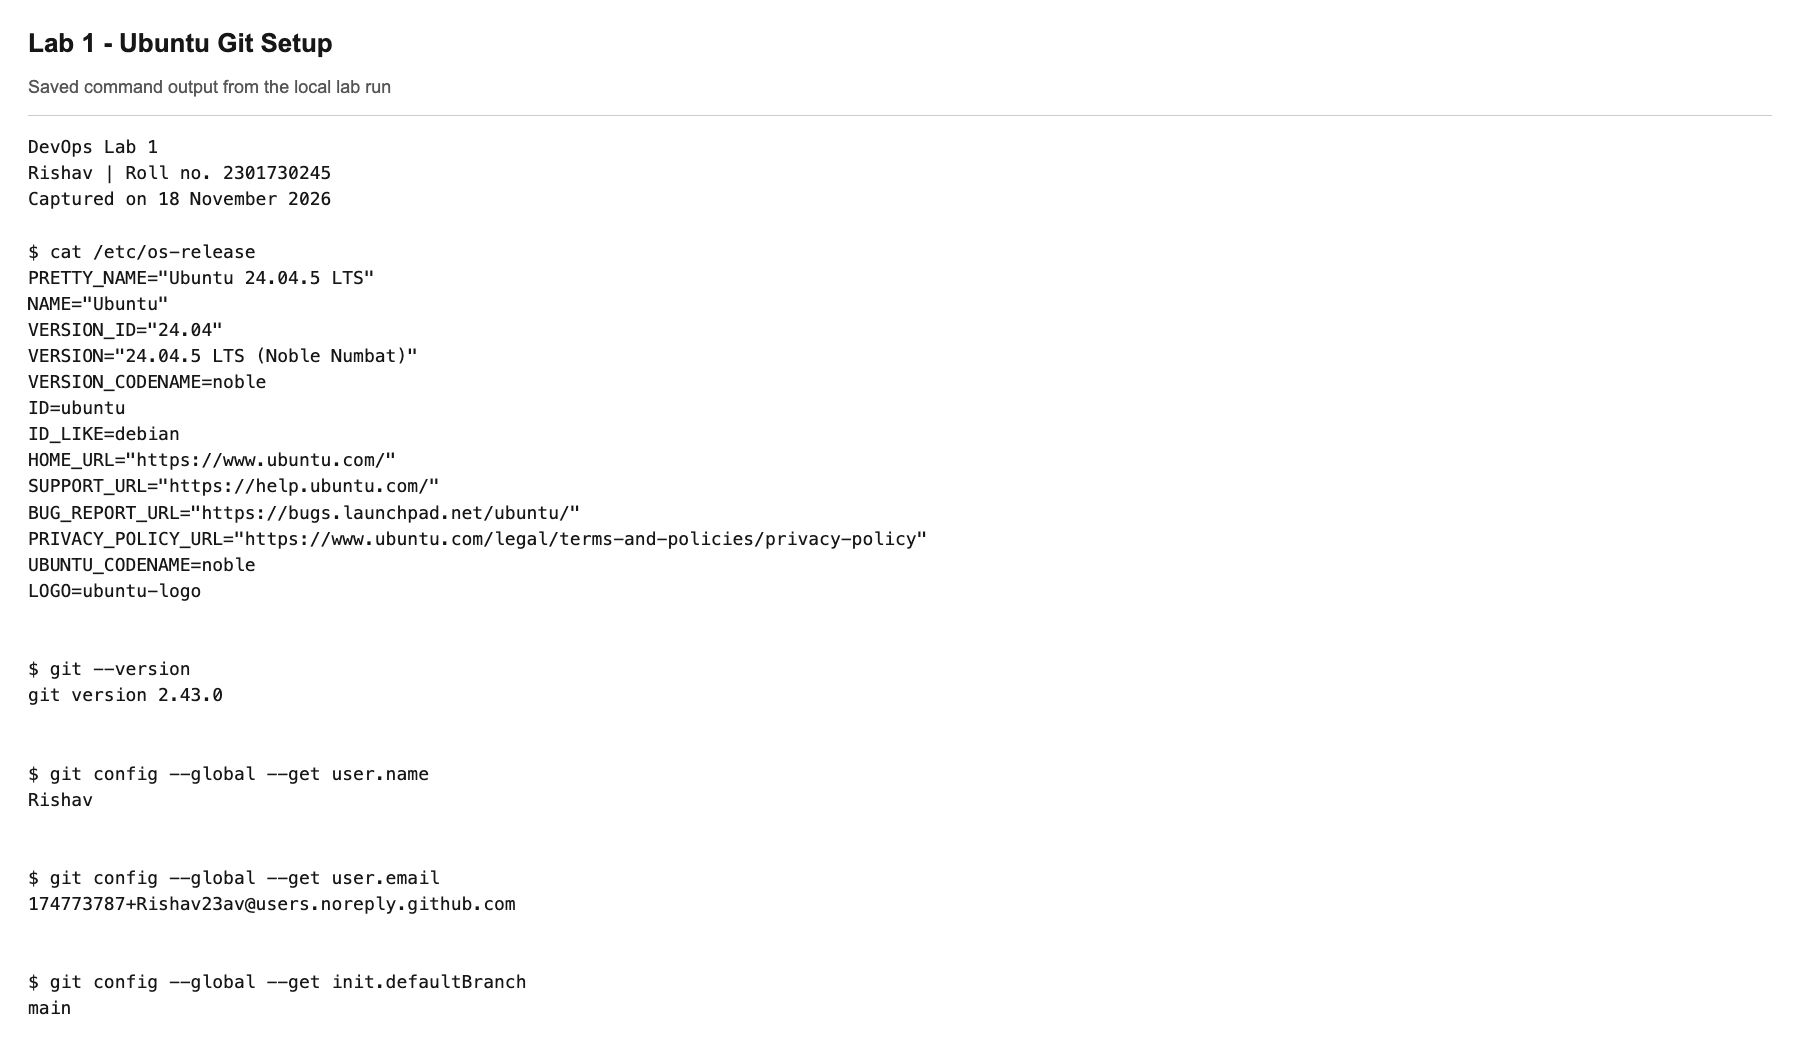 Lab 1 - Ubuntu Git Setup
Saved command output from the local lab run
DevOps Lab 1
Rishav | Roll no. 2301730245
Captured on 18 November 2026
$ cat /etc/os-release
PRETTY_NAME="Ubuntu 24.04.5 LTS"
NAME="Ubuntu"
VERSION_ID="24.04"
VERSION="24.04.5 LTS (Noble Numbat)"
VERSION_CODENAME=noble
ID=ubuntu
ID_LIKE=debian
HOME_URL="https://www.ubuntu.com/"
SUPPORT_URL="https://help.ubuntu.com/"
BUG_REPORT_URL="https://bugs.launchpad.net/ubuntu/"
PRIVACY_POLICY_URL="https://www.ubuntu.com/legal/terms-and-policies/privacy-policy"
UBUNTU_CODENAME=noble
LOGO=ubuntu-logo
$ git --version
git version 2.43.0
$ git config --global --get user.name
Rishav
$ git config --global --get user.email
174773787+Rishav23av@users.noreply.github.com
$ git config --global --get init.defaultBranch
main